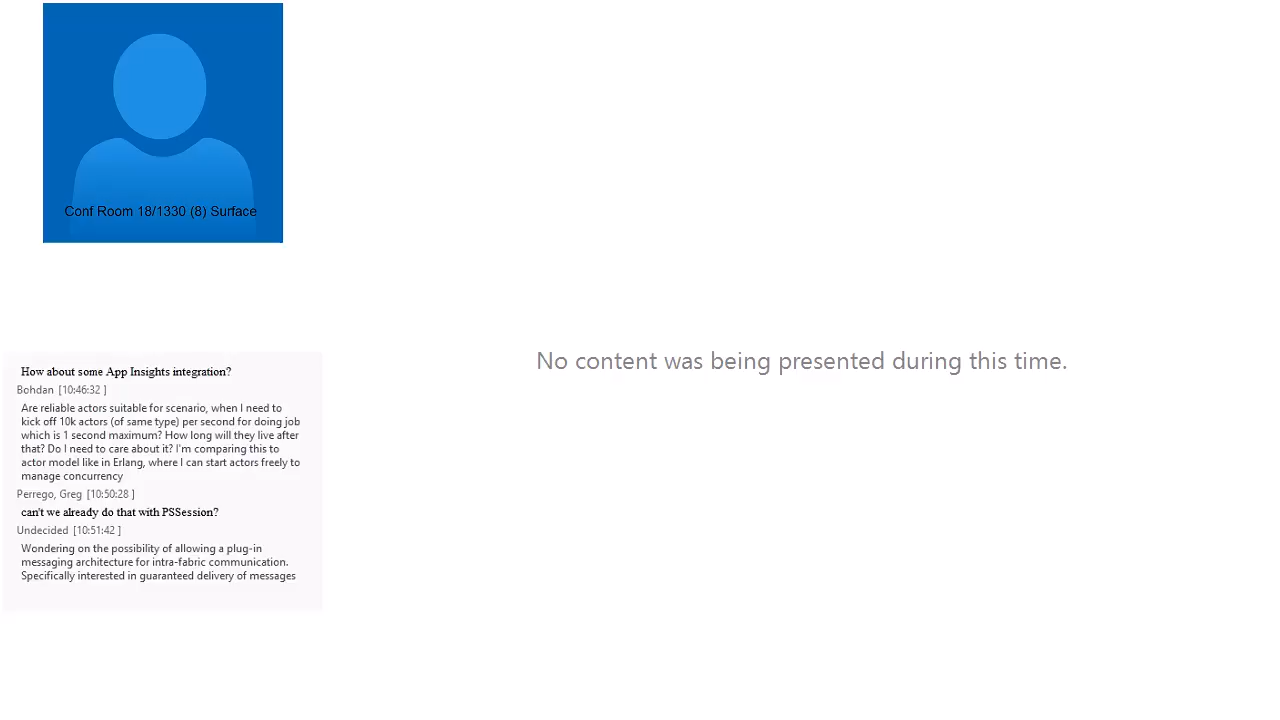 Conf Room 18/1330 (8) Surface
How about some App Insights integration?
Bohdan [10:46:32 ]
Are reliable actors suitable for scenario, when I need to
kick off 10k actors (of same type) per second for doing job
which is 1 second maximum? How long will they live after
that? Do I need to care about it? I'm comparing this to
actor model like in Erlang, where I can start actors freely to
manage concurrency
Perrego, Greg [10:50:28 ]
can't we already do that with PSSession?
Undecided [10:51:42 ]
Wondering on the possibility of allowing a plug-in
messaging architecture for intra-fabric communication.
Specifically interested in guaranteed delivery of messages
No content was being presented during this time.